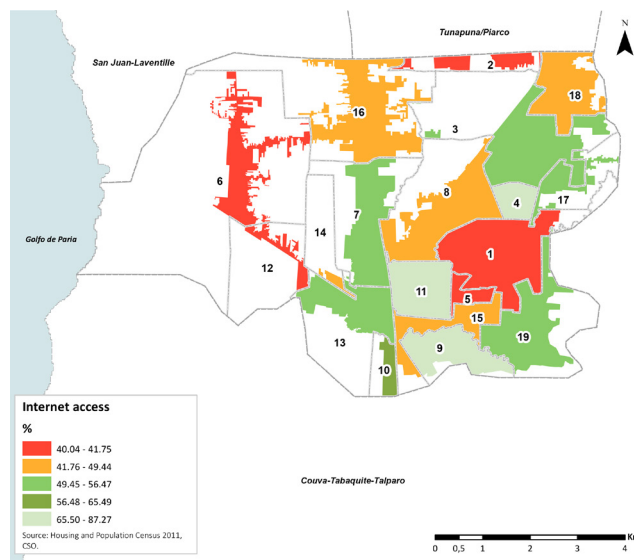 Tunapuna/Piarco
N
San Juan-Laventille
2
18
16
3
8
6
7
4
17
14
1
12
11
5
15
13
9
19
10
Golfo de Paria
Internet access
%
40.04 - 41.75
41.76 - 49.44
49.45 - 56.47
56.48 - 65.49
65.50 - 87.27
Source: Housing and Population Census 2011,
CSO.
Couva-Tabaquite-Talparo
0 0,5 1 2 3 4